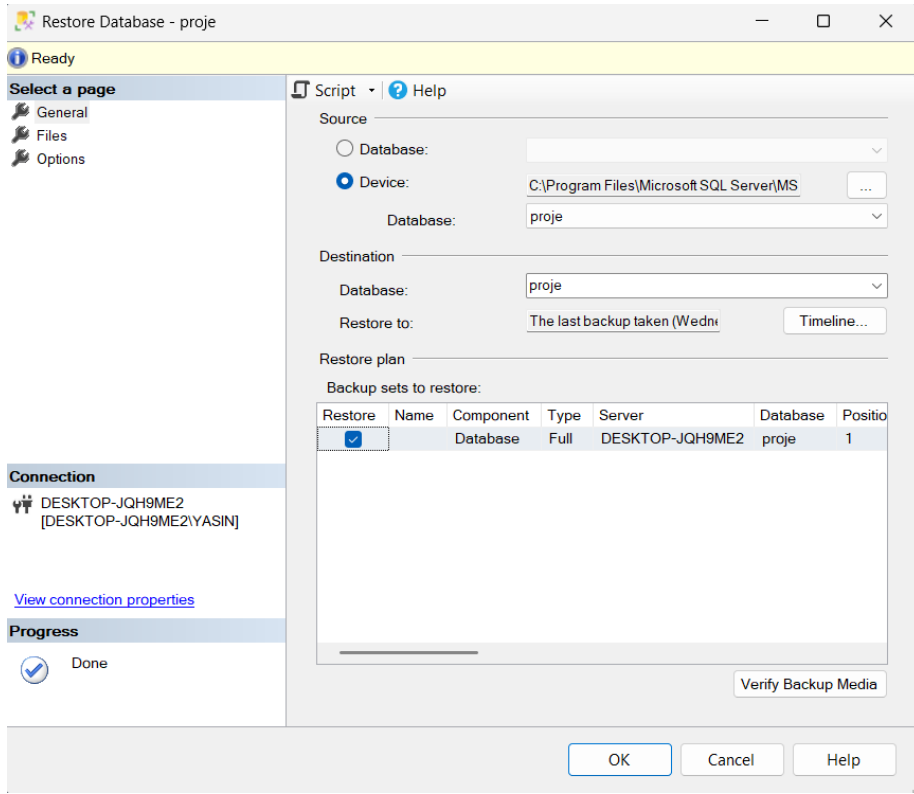 Restore Database - proje
Ready
Select a page
General
Files
Options
Script
Help
Source
Database:
Device:
C:\Program Files\Microsoft SQL Server\MS
...
Database:
proje
Destination
Database:
proje
Restore to:
The last backup taken (Wedn
Timeline...
Restore plan
Backup sets to restore:
Restore Name Component Type Server Database Positio
Database Full DESKTOP-JQH9ME2 proje 1
Connection
DESKTOP-JQH9ME2
[DESKTOP-JQH9ME2\YASIN]
View connection properties
Progress
Done
Verify Backup Media
OK Cancel Help